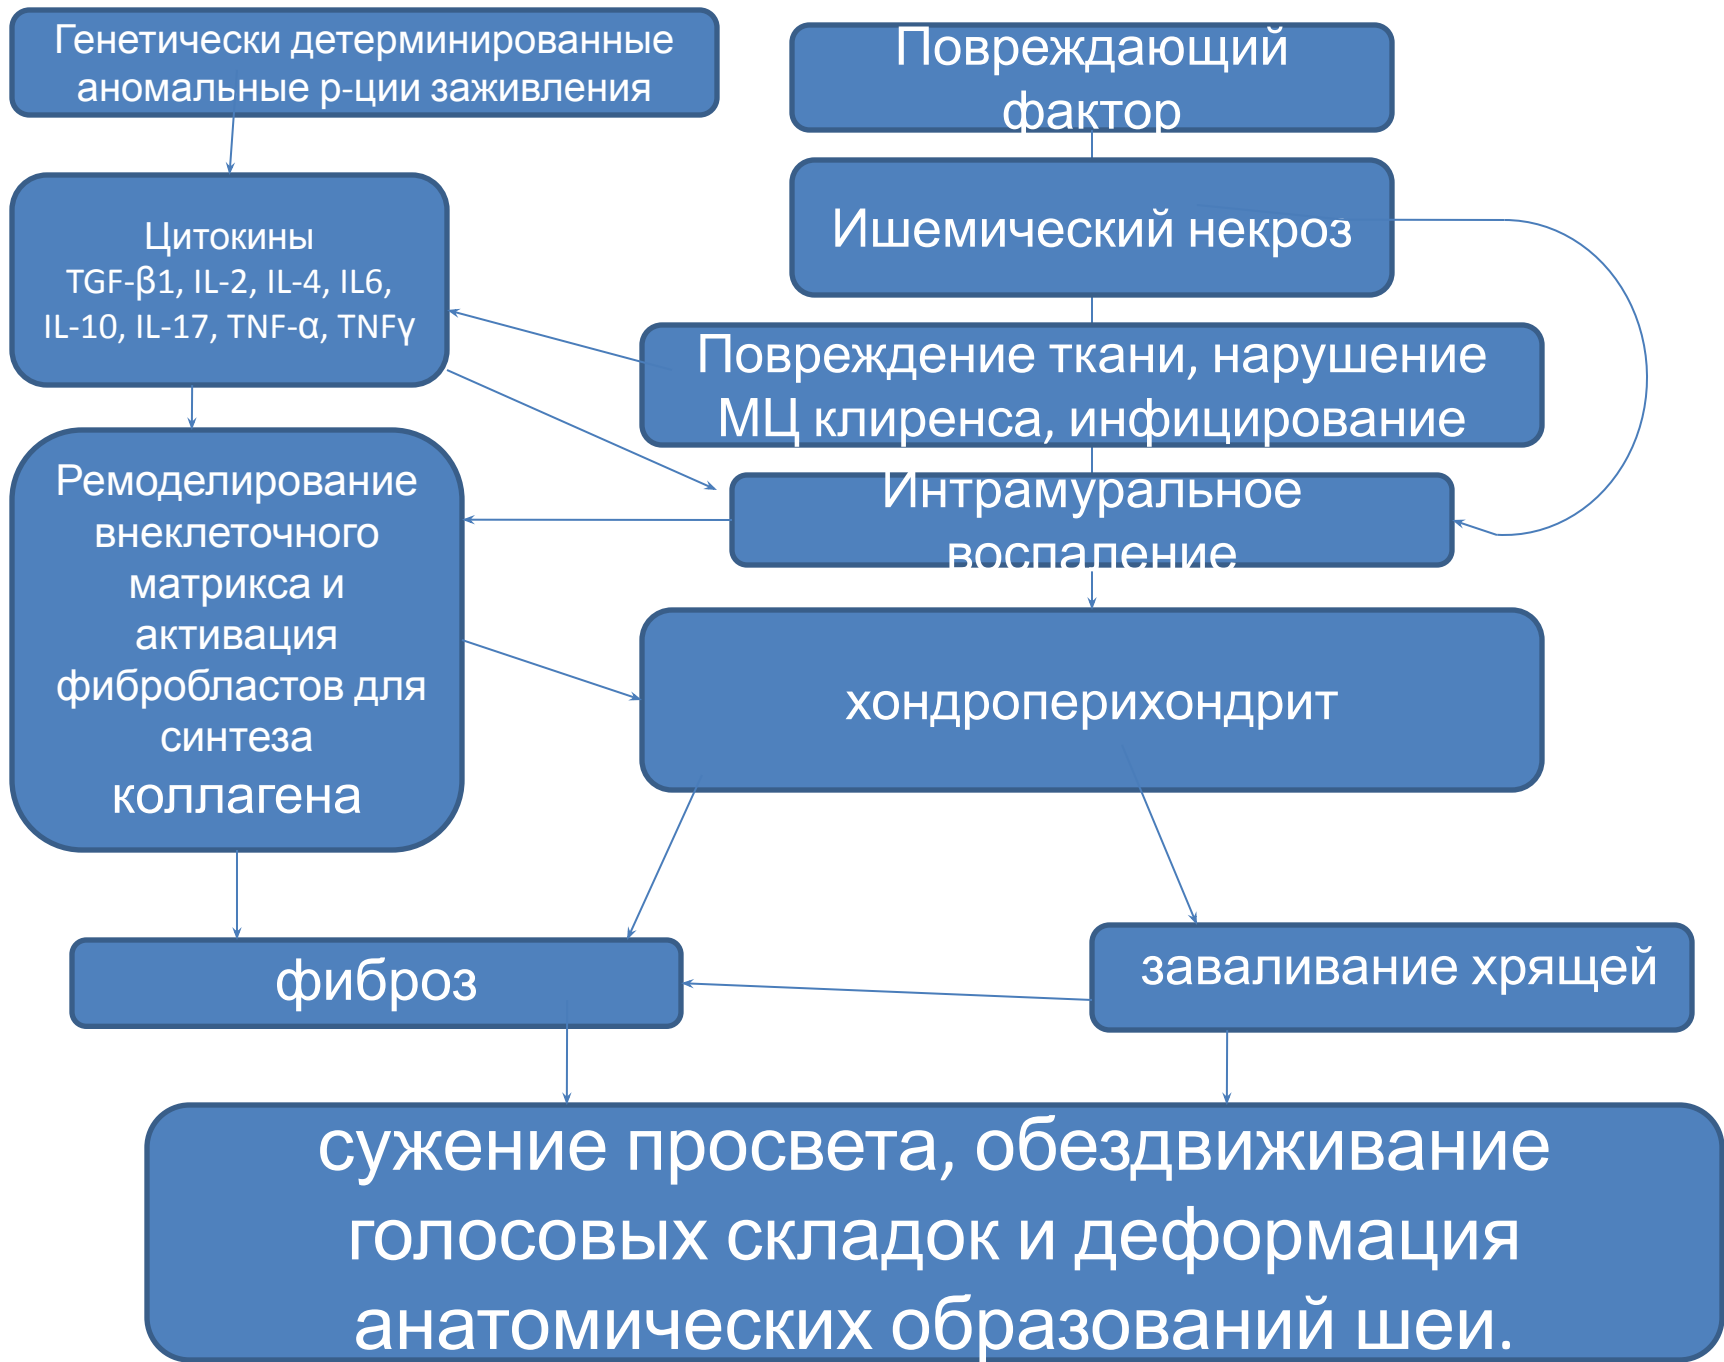 Генетически детерминированные
аномальные р-ции заживления
Повреждающий
фактор
Ишемический некроз
Цитокины
TGF-β1, IL-2, IL-4, IL6,
IL-10, IL-17, TNF-α, TNFγ
Повреждение ткани, нарушение
МЦ клиренса, инфицирование
Интрамуральное
воспаление
Ремоделирование
внеклеточного
матрикса и
активация
фибробластов для
синтеза
коллагена
хондроперихондрит
фиброз
заваливание хрящей
сужение просвета, обездвиживание
голосовых складок и деформация
анатомических образований шеи.